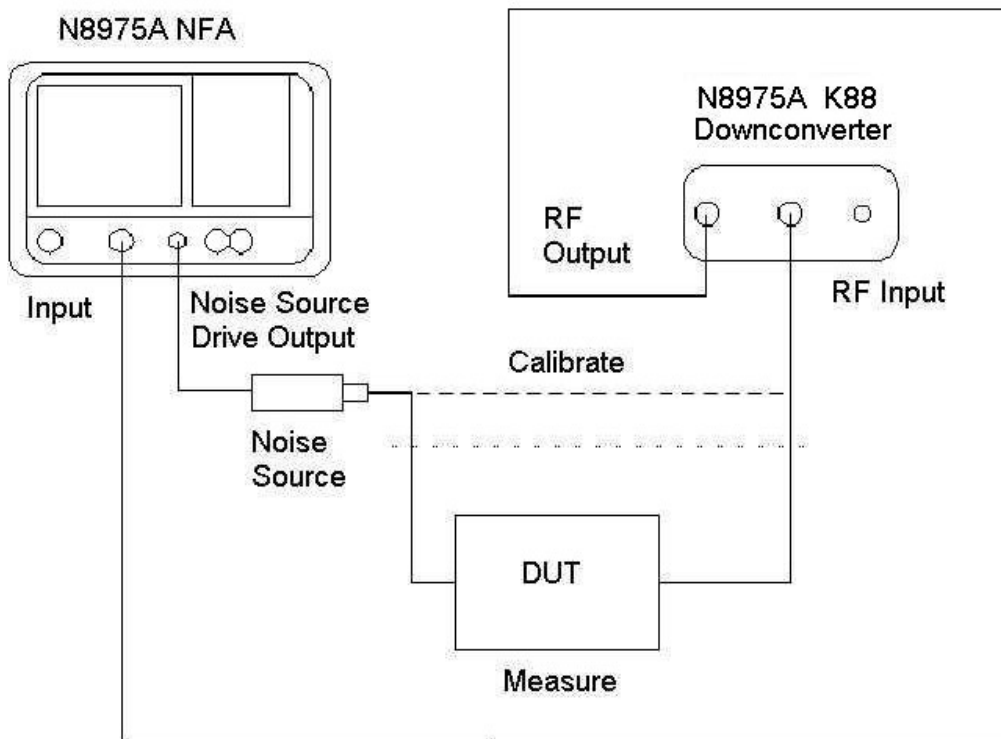 N8975A NFA
N8975A K88
Downconverter
RF
Output
RF Input
Input
Noise Source
Drive Output
Calibrate
Noise
Source
DUT
Measure